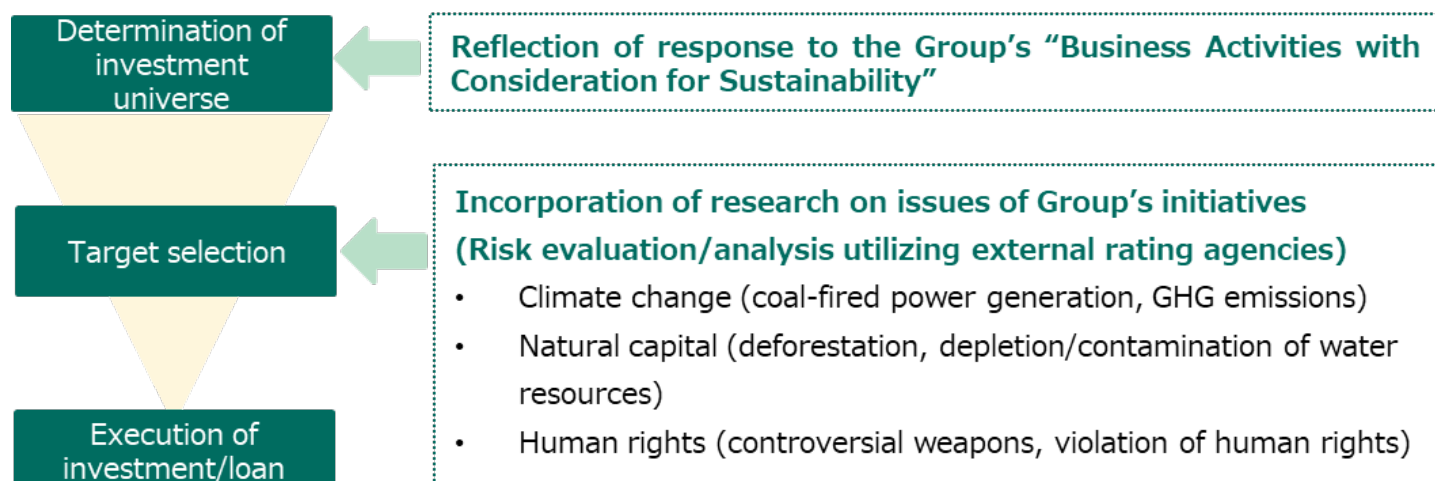 Determination of
investment
universe
Reflection of response to the Group’s “Business Activities with
Consideration for Sustainability”
Target selection
Incorporation of research on issues of Group’s initiatives
(Risk evaluation/analysis utilizing external rating agencies)
• Climate change (coal-fired power generation, GHG emissions)
• Natural capital (deforestation, depletion/contamination of water
resources)
• Human rights (controversial weapons, violation of human rights)
Execution of
investment/loan